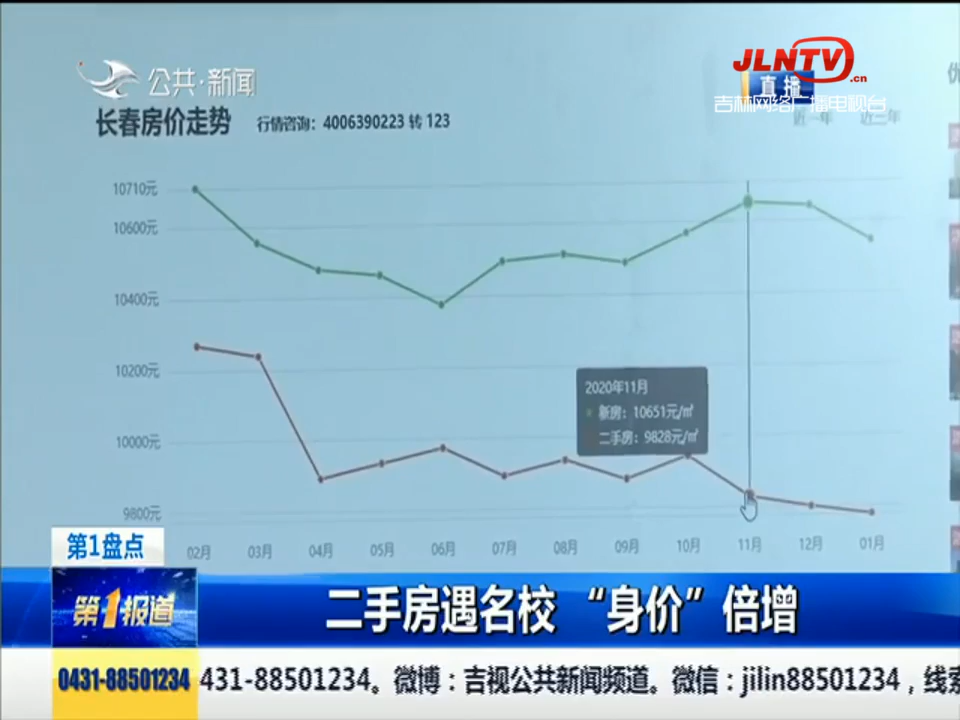 公共·新闻
JLNTV.cn
直播
吉林网络广播电视台
长春房价走势 行情咨询：4006390223 转 123
近一年 近三年
10710元
10600元
10400元
10200元
10000元
9800元
2020年11月
新房：10651元/㎡
二手房：9828元/㎡
02月 03月 04月 05月 06月 07月 08月 09月 10月 11月 12月 01月
第1盘点
第1报道
二手房遇名校 “身价”倍增
0431-88501234
431-88501234。微博：吉视公共新闻频道。微信：jilin88501234，线索